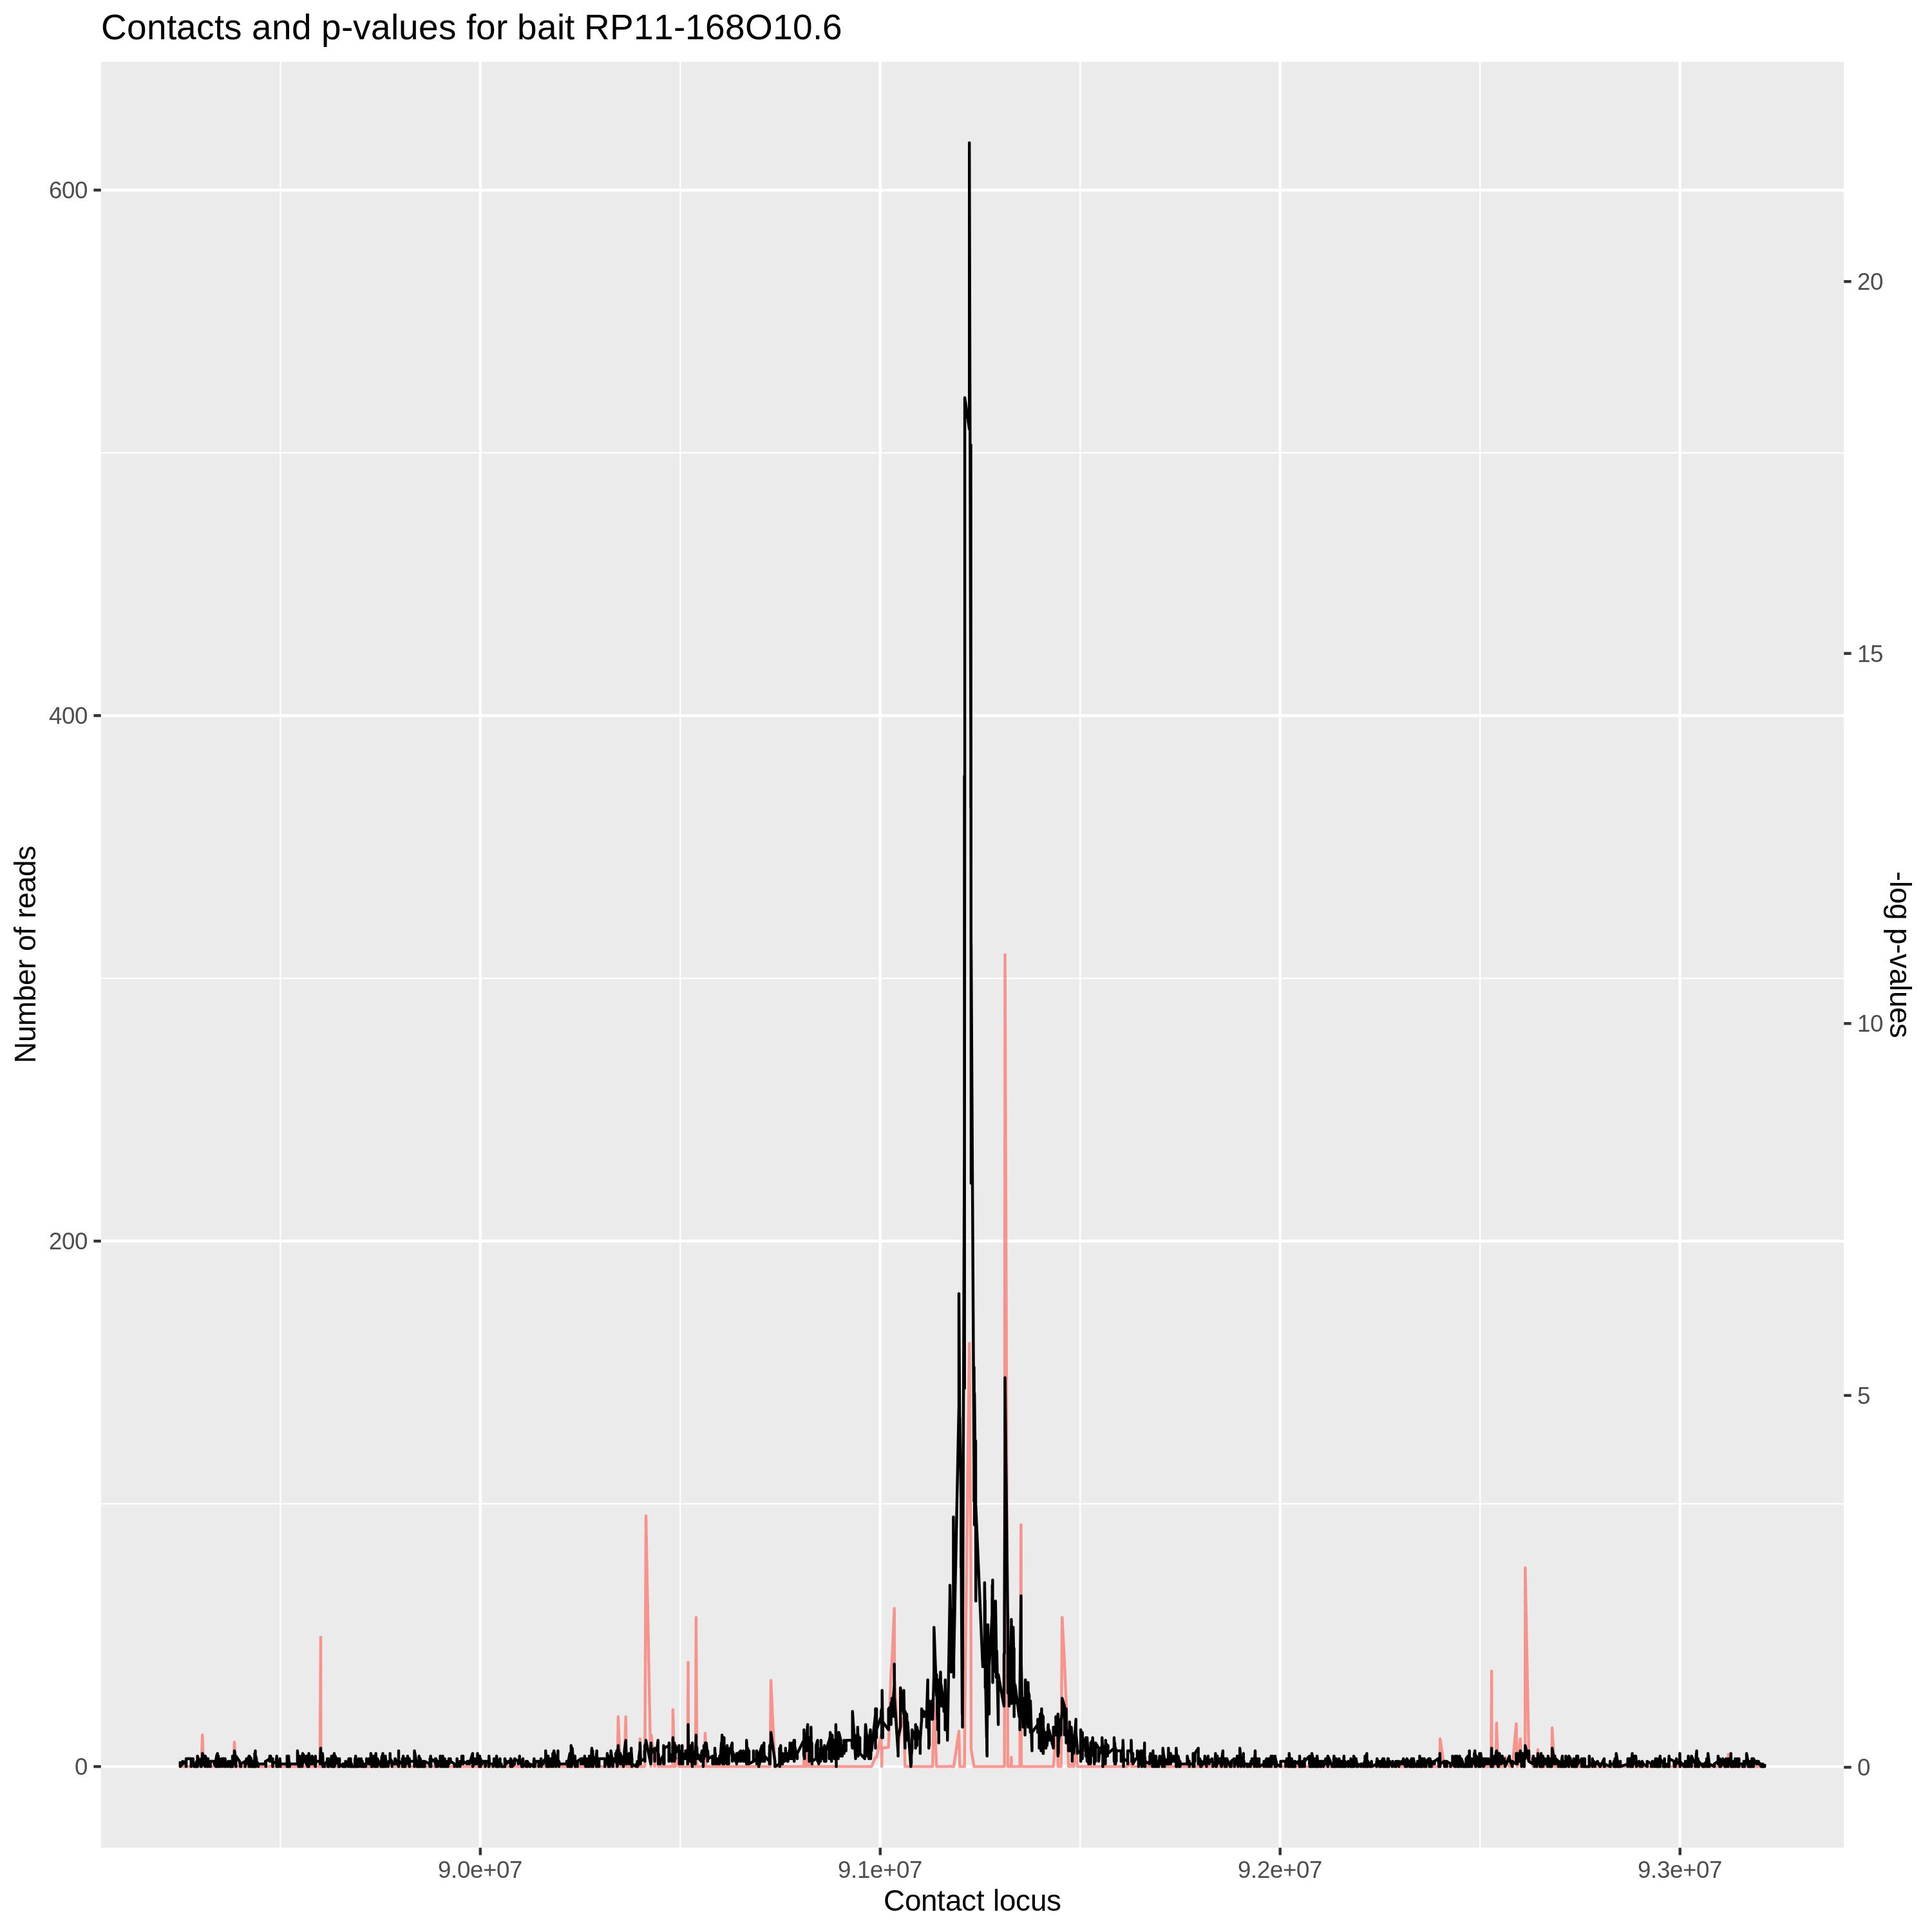 Contacts and p-values for bait RP11-168O10.6
600
400
200
0
Number of reads
20
15
10
5
0
-log p-values
9.0e+07
9.1e+07
9.2e+07
9.3e+07
Contact locus